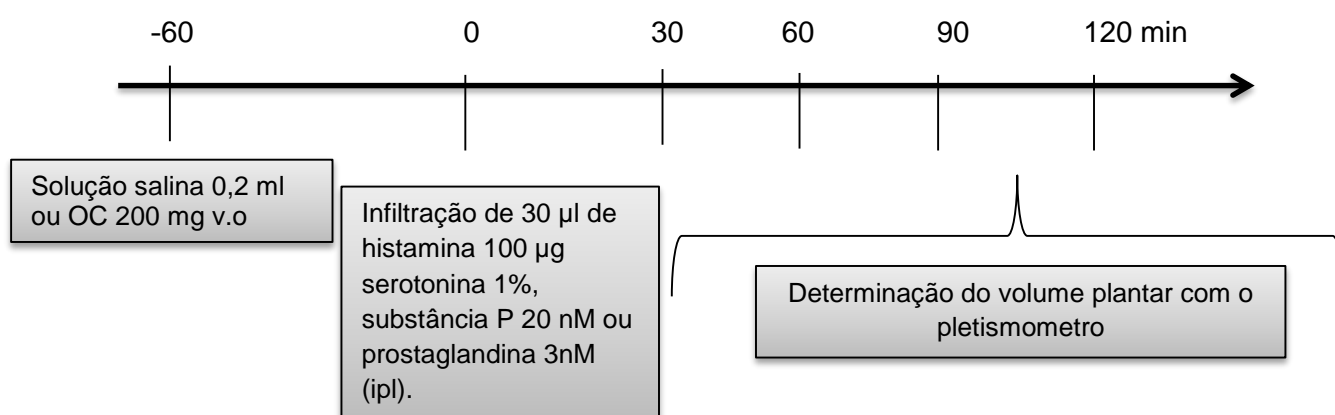 -60 0 30 60 90 120 min
Solução salina 0,2 ml
ou OC 200 mg v.o
Infiltração de 30 µl de
histamina 100 µg
serotonina 1%,
substância P 20 nM ou
prostaglandina 3nM
(ipl).
Determinação do volume plantar com o
pletismometro